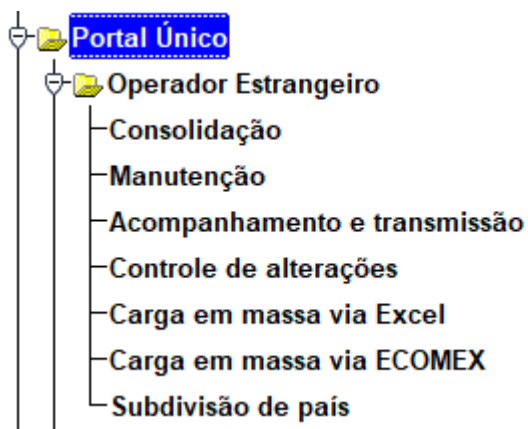 Portal Único
Operador Estrangeiro
Consolidação
Manutenção
Acompanhamento e transmissão
Controle de alterações
Carga em massa via Excel
Carga em massa via ECOMEX
Subdivisão de país